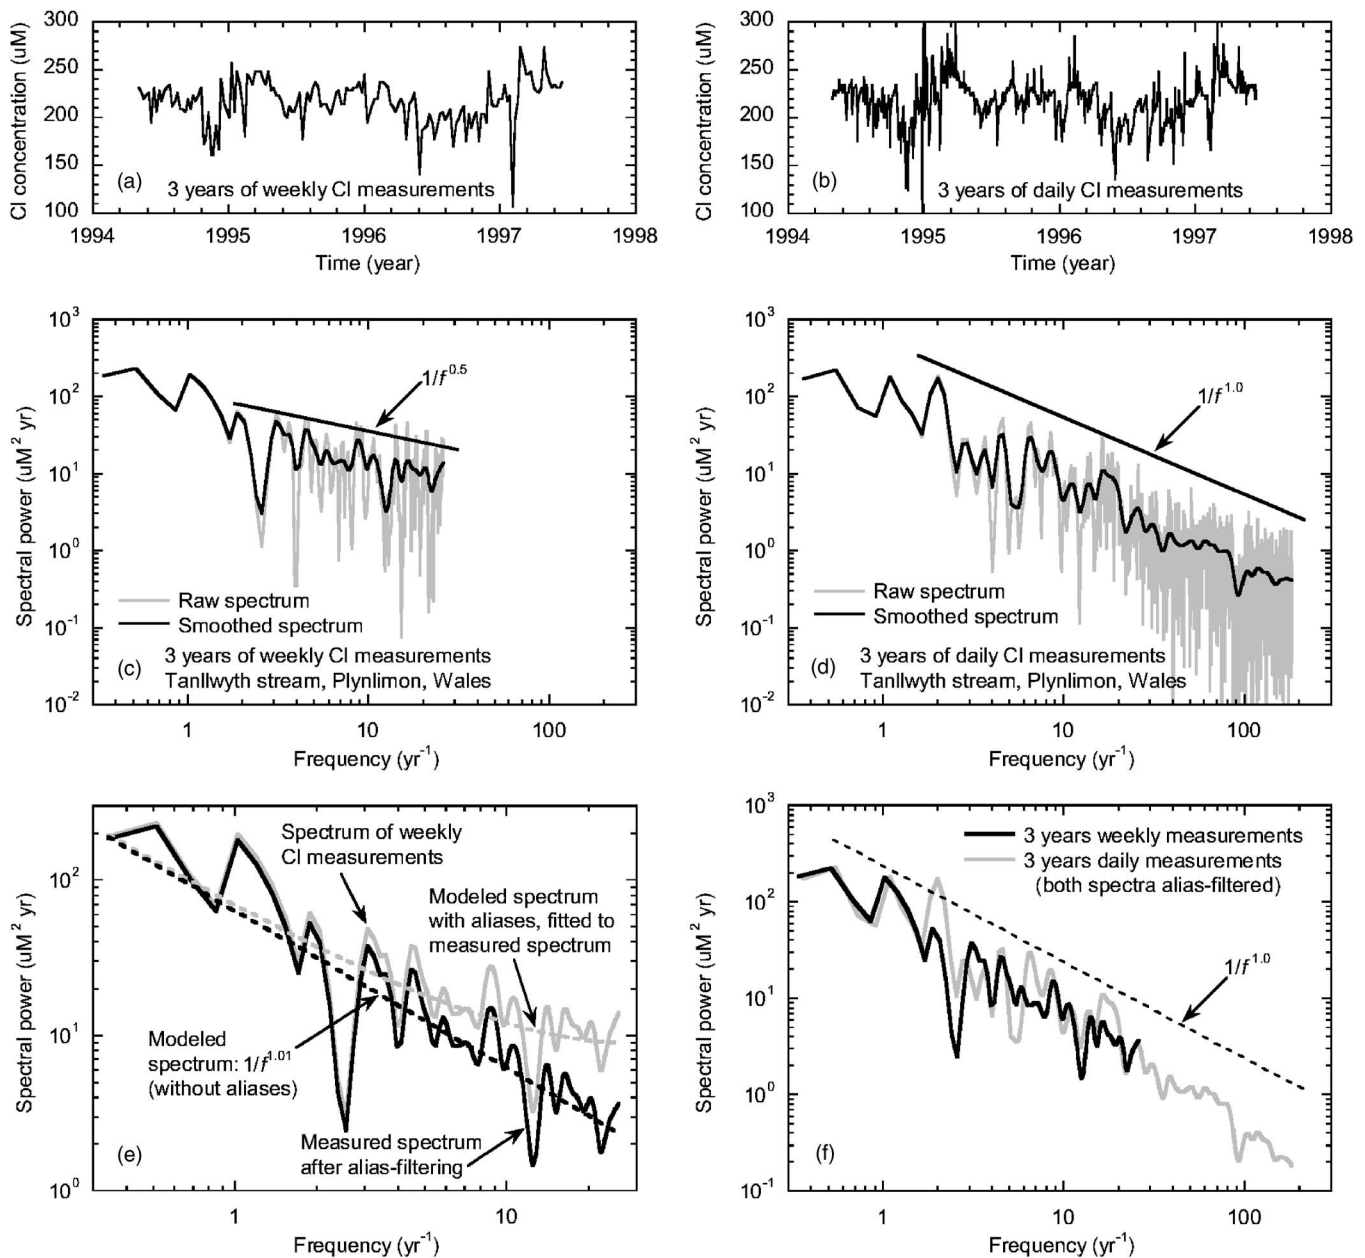 300
250
200
150
100
Cl concentration (uM)
(a)
3 years of weekly Cl measurements
1994
1995
1996
1997
1998
Time (year)
300
250
200
150
100
Cl concentration (uM)
(b)
3 years of daily Cl measurements
1994
1995
1996
1997
1998
Time (year)
10^3
10^2
10^1
10^0
10^-1
10^-2
Spectral power (uM^2 yr)
1/f^0.5
Raw spectrum
Smoothed spectrum
(c)
3 years of weekly Cl measurements
Tanllwyth stream, Plynlimon, Wales
1
10
100
Frequency (yr^-1)
10^3
10^2
10^1
10^0
10^-1
10^-2
Spectral power (uM^2 yr)
1/f^1.0
Raw spectrum
Smoothed spectrum
(d)
3 years of daily Cl measurements
Tanllwyth stream, Plynlimon, Wales
1
10
100
Frequency (yr^-1)
10^2
10^1
10^0
Spectral power (uM^2 yr)
Spectrum of weekly
Cl measurements
Modeled spectrum
with aliases, fitted to
measured spectrum
Modeled
spectrum: 1/f^1.01
(without aliases)
Measured spectrum
after alias-filtering
(e)
1
10
Frequency (yr^-1)
10^3
10^2
10^1
10^0
10^-1
Spectral power (uM^2 yr)
3 years weekly measurements
3 years daily measurements
(both spectra alias-filtered)
1/f^1.0
(f)
1
10
100
Frequency (yr^-1)